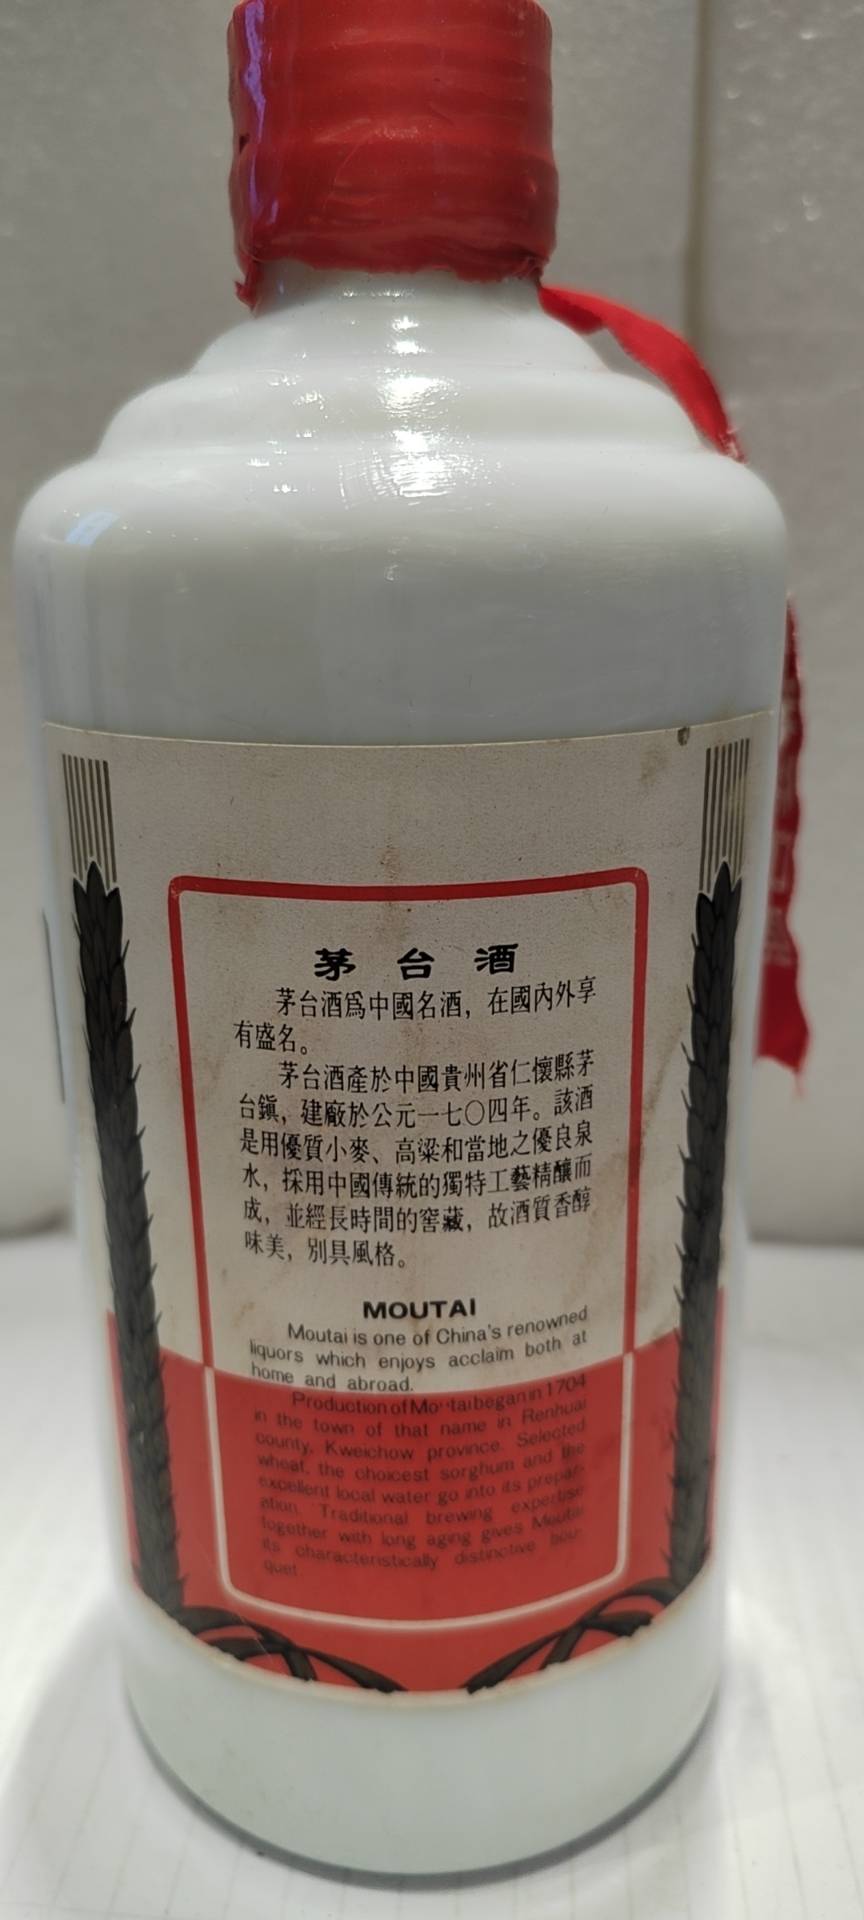 茅台酒
茅台酒爲中國名酒，在國內外享
有盛名。
茅台酒產於中國貴州省仁懷縣茅
台鎭，建廠於公元一七〇四年。該酒
是用優質小麥、高粱和當地之優良泉
水，採用中國傳統的獨特工藝精釀而
成，並經長時間的窖藏，故酒質香醇
味美，別具風格。
MOUTAI
Moutai is one of China's renowned
liquors which enjoys acclaim both at
home and abroad.
Production of Moutai began in 1704
in the town of that name in Renhuai
county, Kweichow province. Selected
wheat, the choicest sorghum and the
excellent local water go into its prepar-
ation. Traditional brewing expertise
together with long aging gives Moutai
its characteristically distinctive bou-
quet